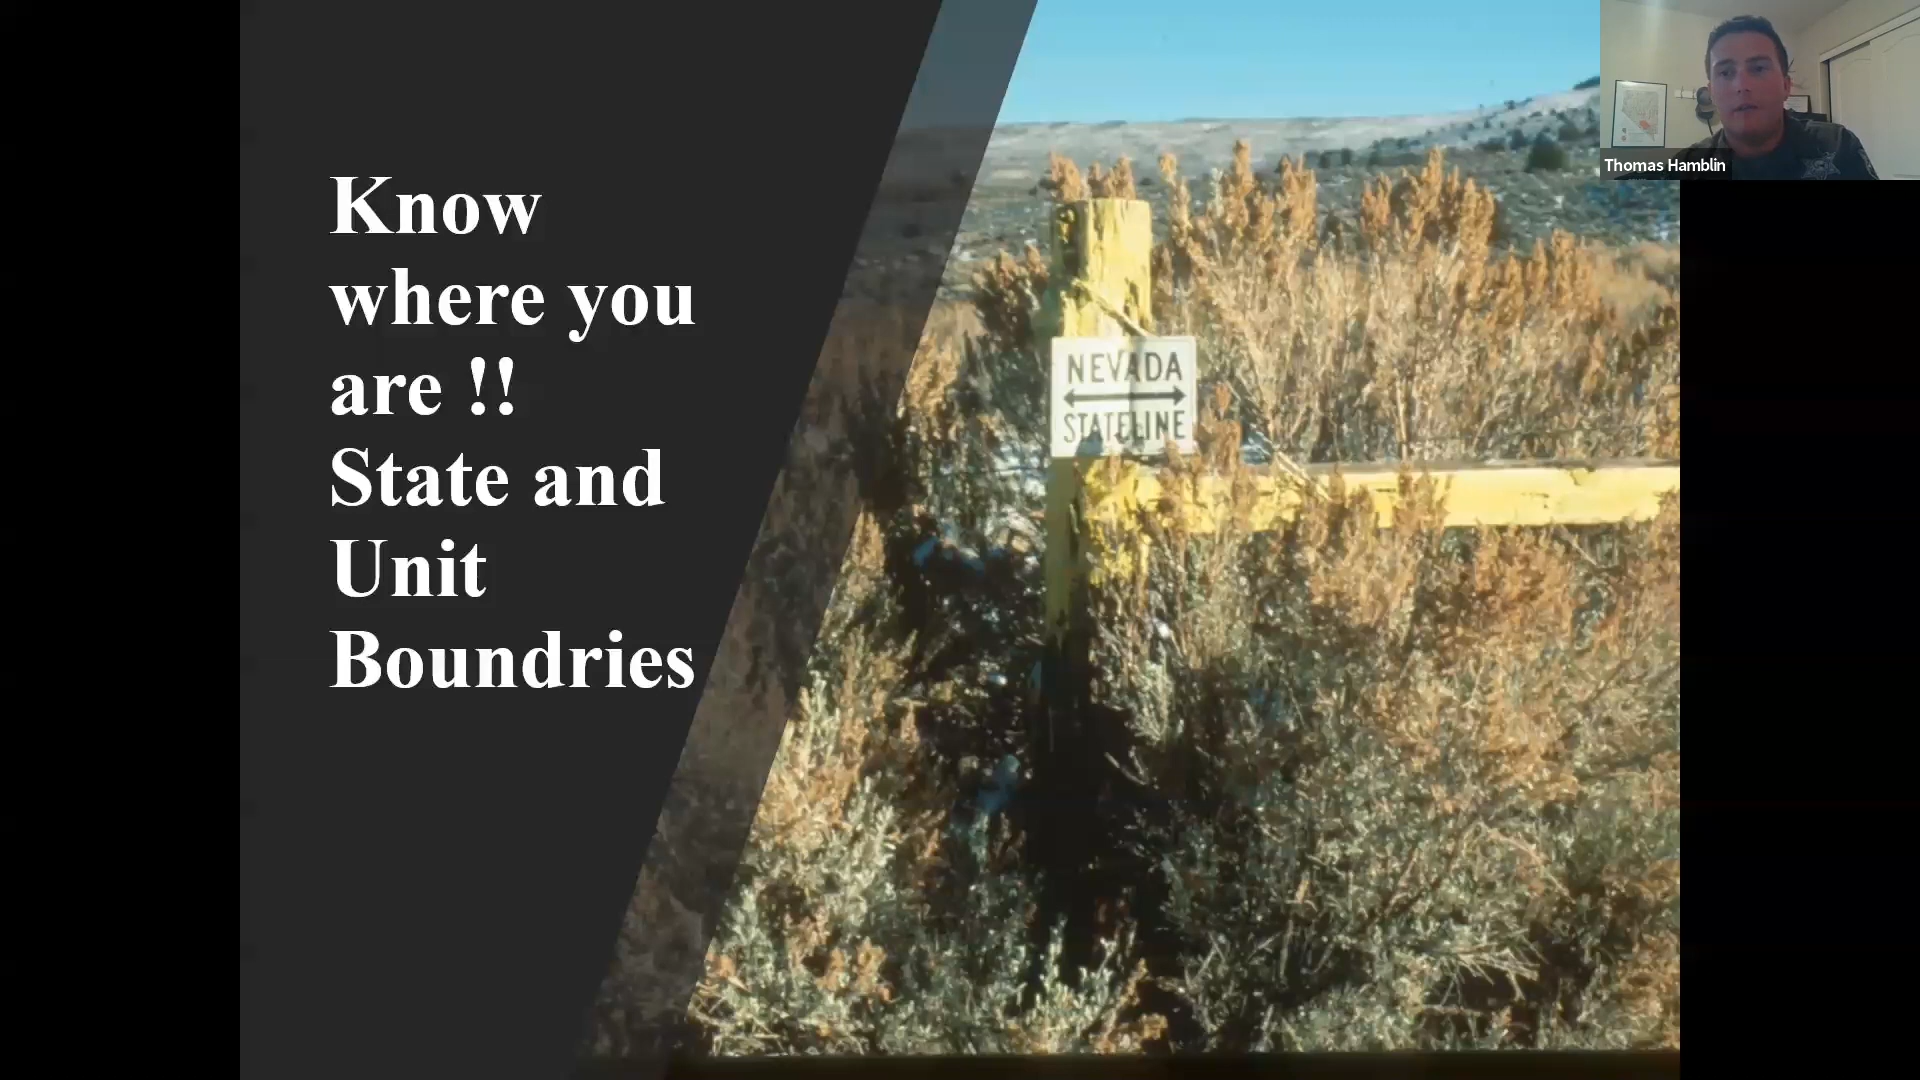 Know
where you
are !!
State and
Unit
Boundries
NEVADA
STATELINE
Thomas Hamblin